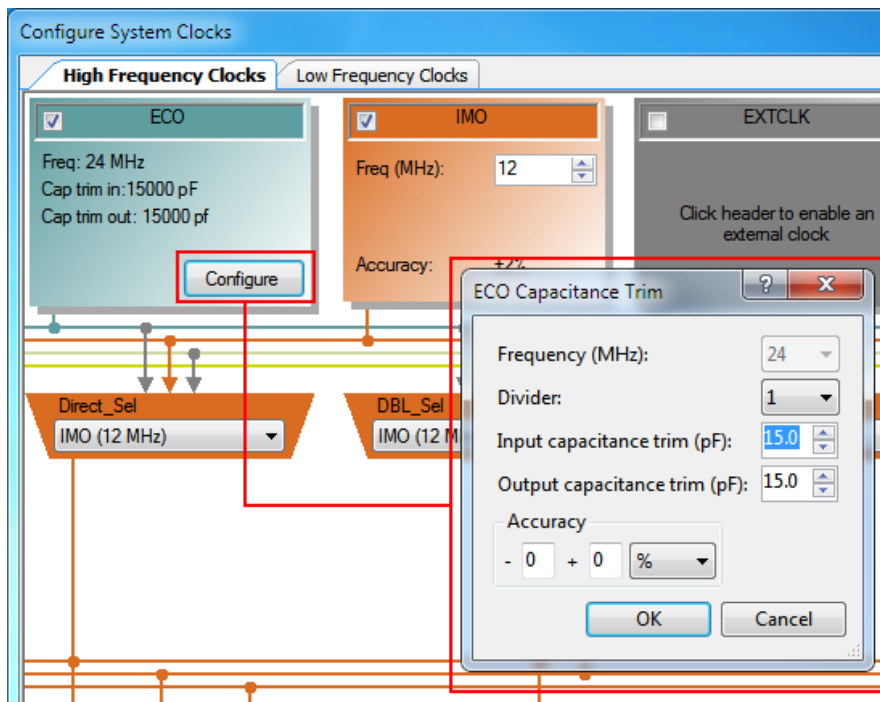 Configure System Clocks
High Frequency Clocks
Low Frequency Clocks
ECO
Freq: 24 MHz
Cap trim in:15000 pF
Cap trim out: 15000 pf
Configure
IMO
Freq (MHz):
12
Accuracy:
±2%
EXTCLK
Click header to enable an
external clock
Direct_Sel
IMO (12 MHz)
DBL_Sel
IMO (12 M
ECO Capacitance Trim
?
X
Frequency (MHz):
24
Divider:
1
Input capacitance trim (pF):
15.0
Output capacitance trim (pF):
15.0
Accuracy
- 0 + 0 %
OK
Cancel